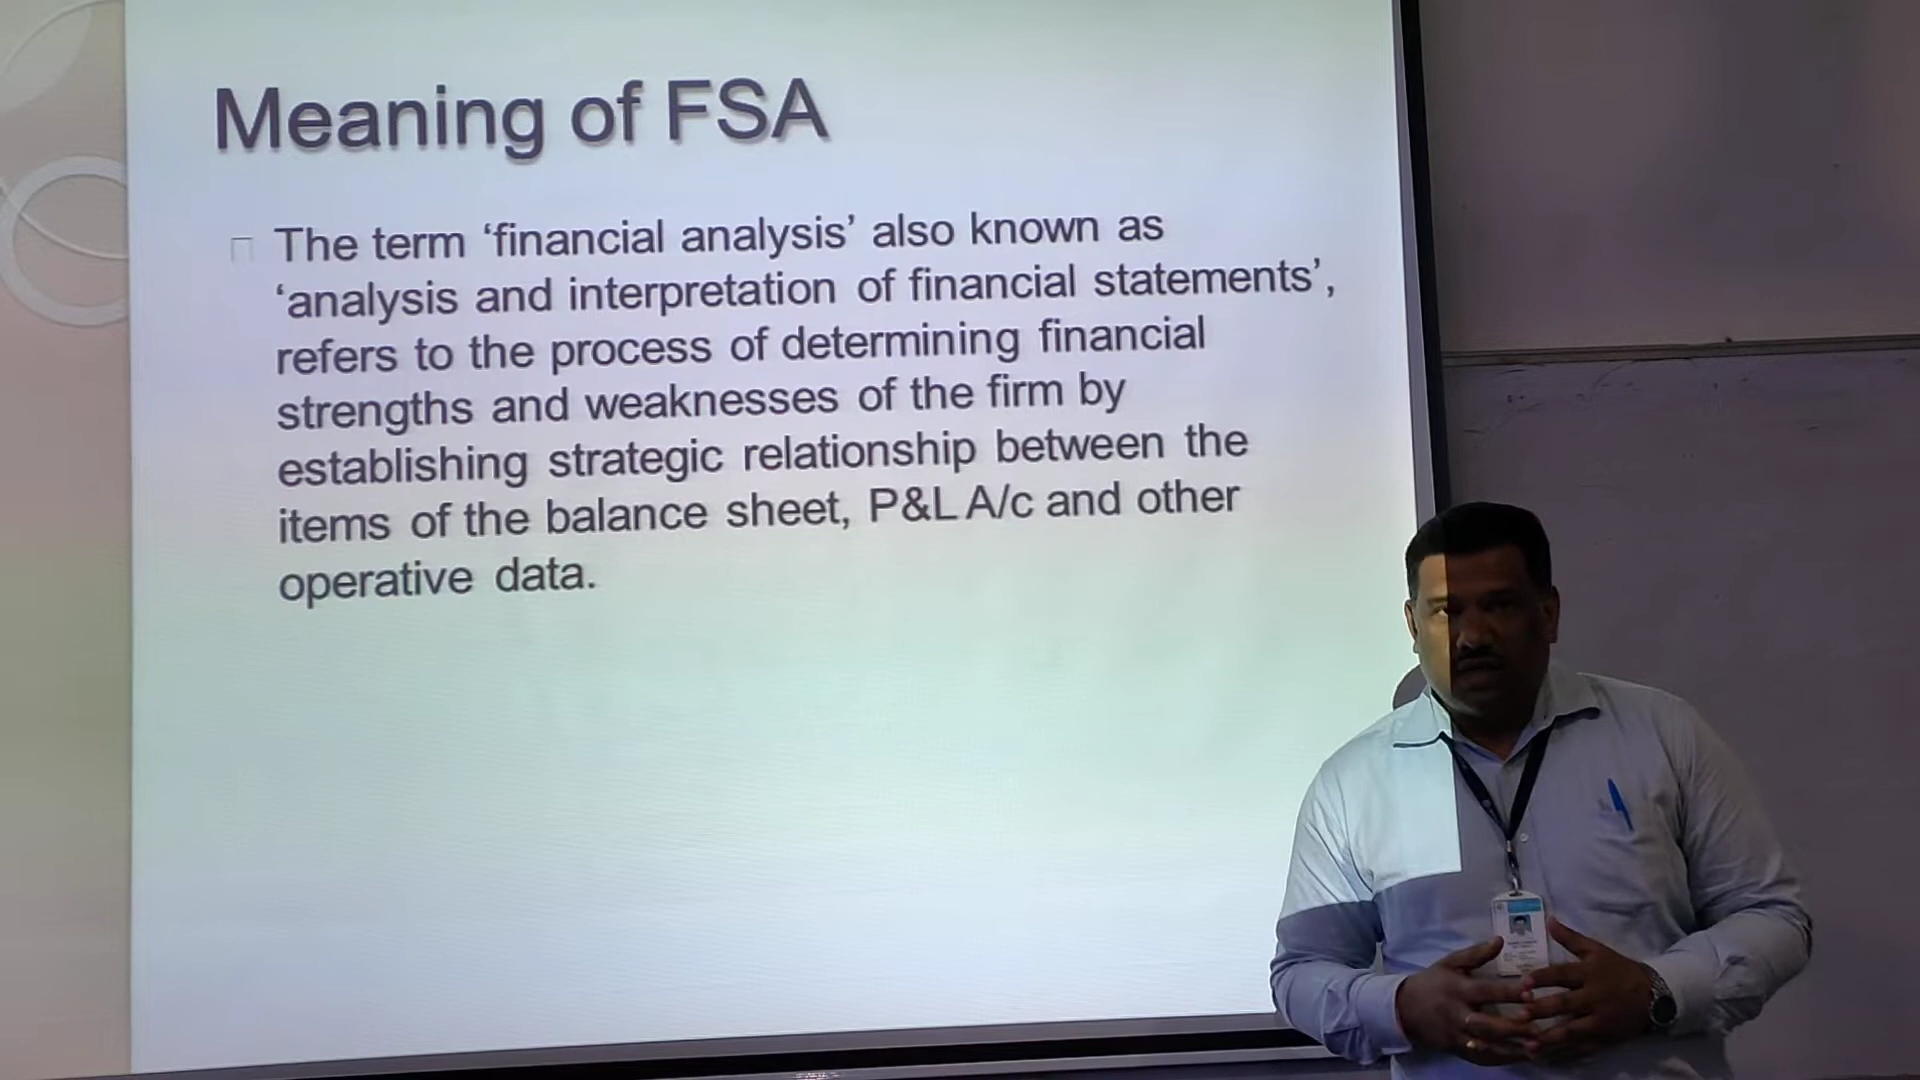 Meaning of FSA
The term ‘financial analysis’ also known as
‘analysis and interpretation of financial statements’,
refers to the process of determining financial
strengths and weaknesses of the firm by
establishing strategic relationship between the
items of the balance sheet, P&L A/c and other
operative data.